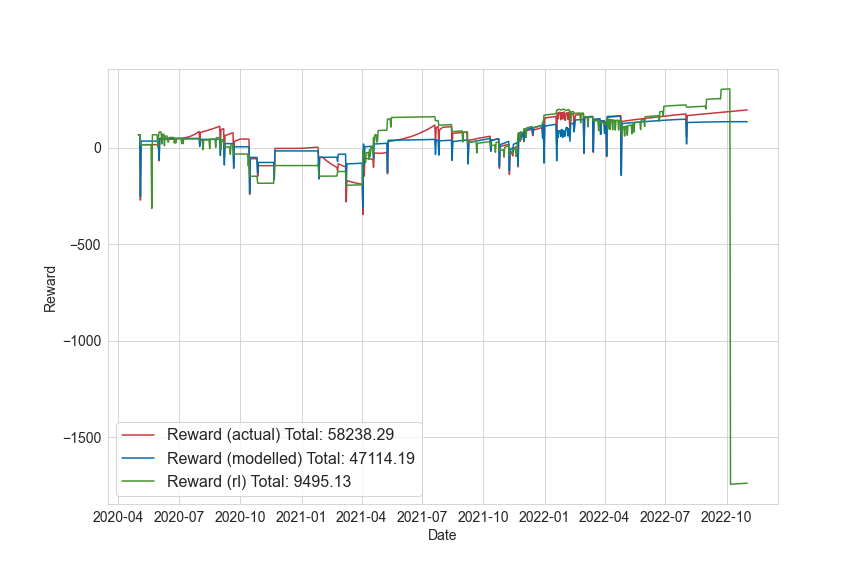 0
−500
−1000
−1500
Reward
Reward (actual) Total: 58238.29
Reward (modelled) Total: 47114.19
Reward (rl) Total: 9495.13
2020-04 2020-07 2020-10 2021-01 2021-04 2021-07 2021-10 2022-01 2022-04 2022-07 2022-10
Date